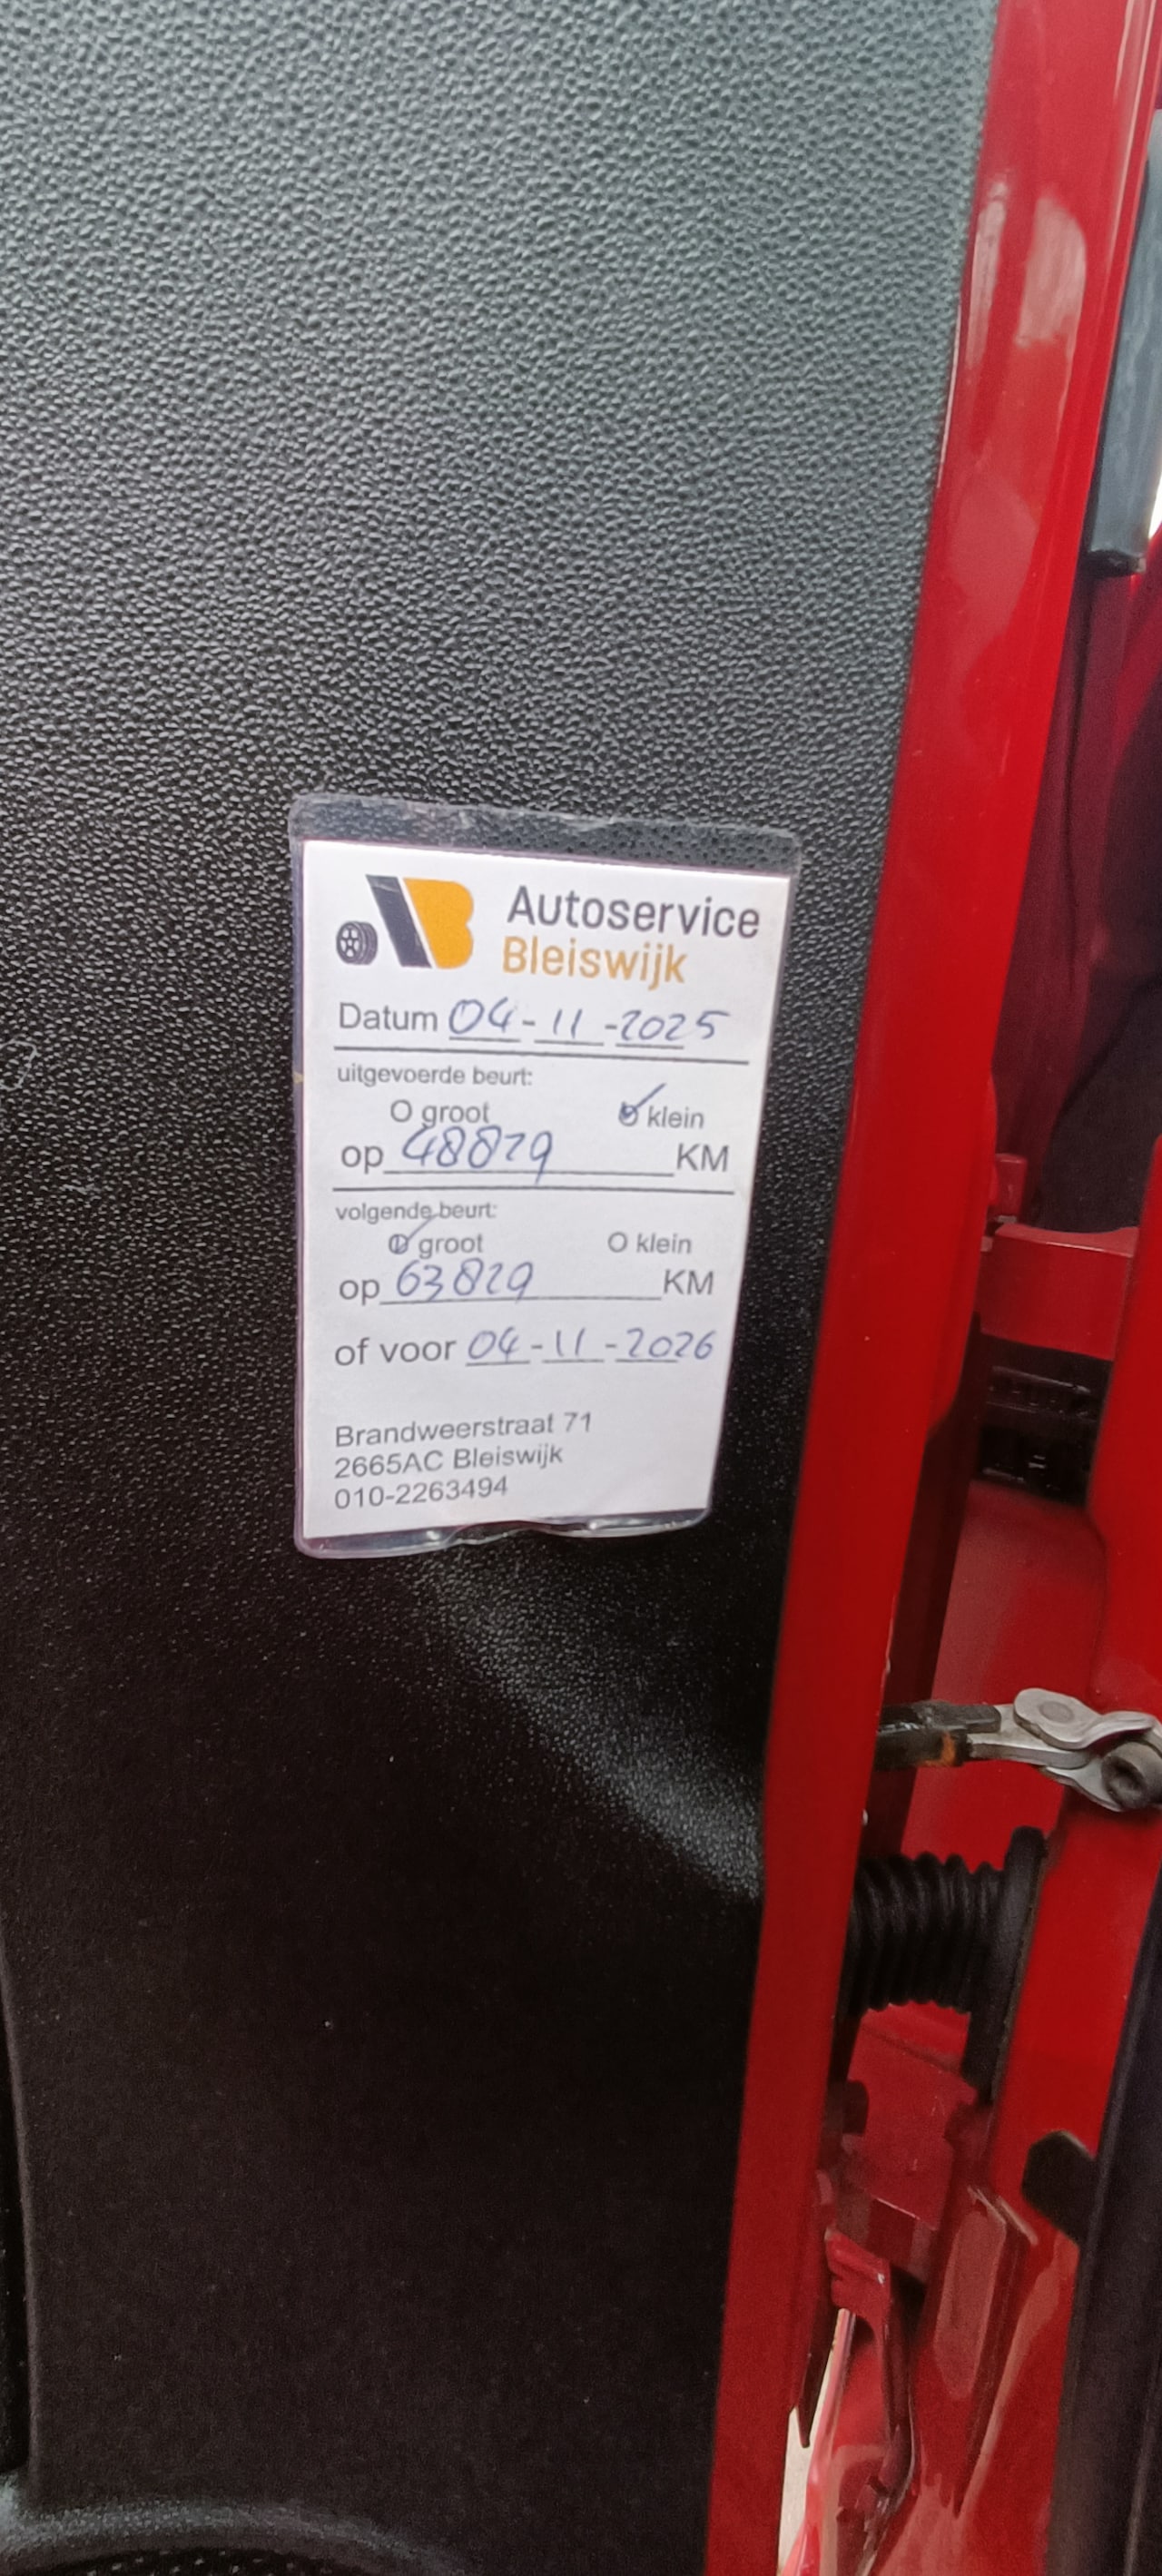 Autoservice
Bleiswijk
Datum 04-11-2025
uitgevoerde beurt:
O groot O klein
op 48829 KM
volgende beurt:
O groot O klein
op 63829 KM
of voor 04-11-2026
Brandweerstraat 71
2665AC Bleiswijk
010-2263494